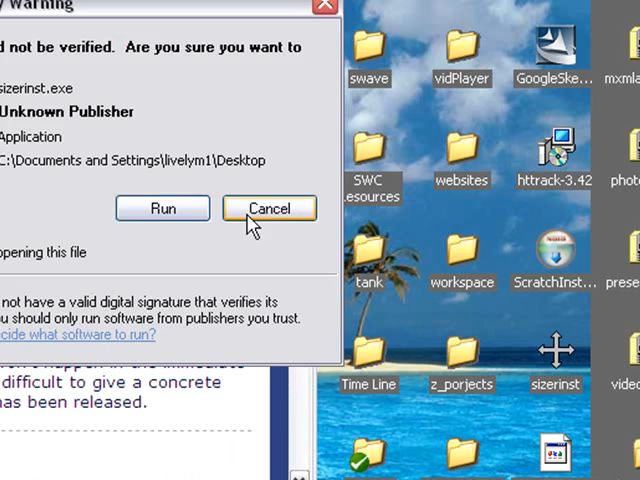 y Warning
d not be verified. Are you sure you want to
sizerinst.exe
Unknown Publisher
Application
C:\Documents and Settings\livelym1\Desktop
Run
Cancel
opening this file
not have a valid digital signature that verifies its
u should only run software from publishers you trust.
cide what software to run?
difficult to give a concrete
has been released.
swave
vidPlayer
GoogleSke...
mxmla
SWC
esources
websites
httrack-3.42
photo
tank
workspace
ScratchInst...
prese
Time Line
z_porjects
sizerinst
video